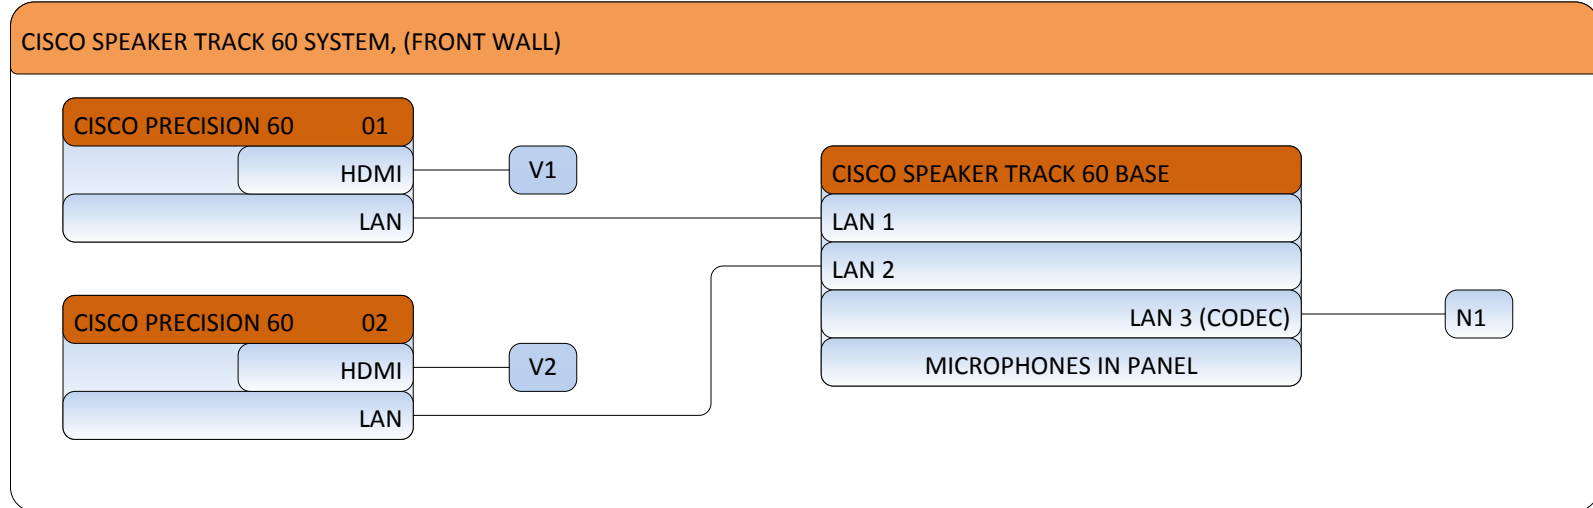 CISCO SPEAKER TRACK 60 SYSTEM, (FRONT WALL)
CISCO PRECISION 60 01
HDMI
V1
LAN
CISCO PRECISION 60 02
HDMI
V2
LAN
CISCO SPEAKER TRACK 60 BASE
LAN 1
LAN 2
LAN 3 (CODEC)
N1
MICROPHONES IN PANEL